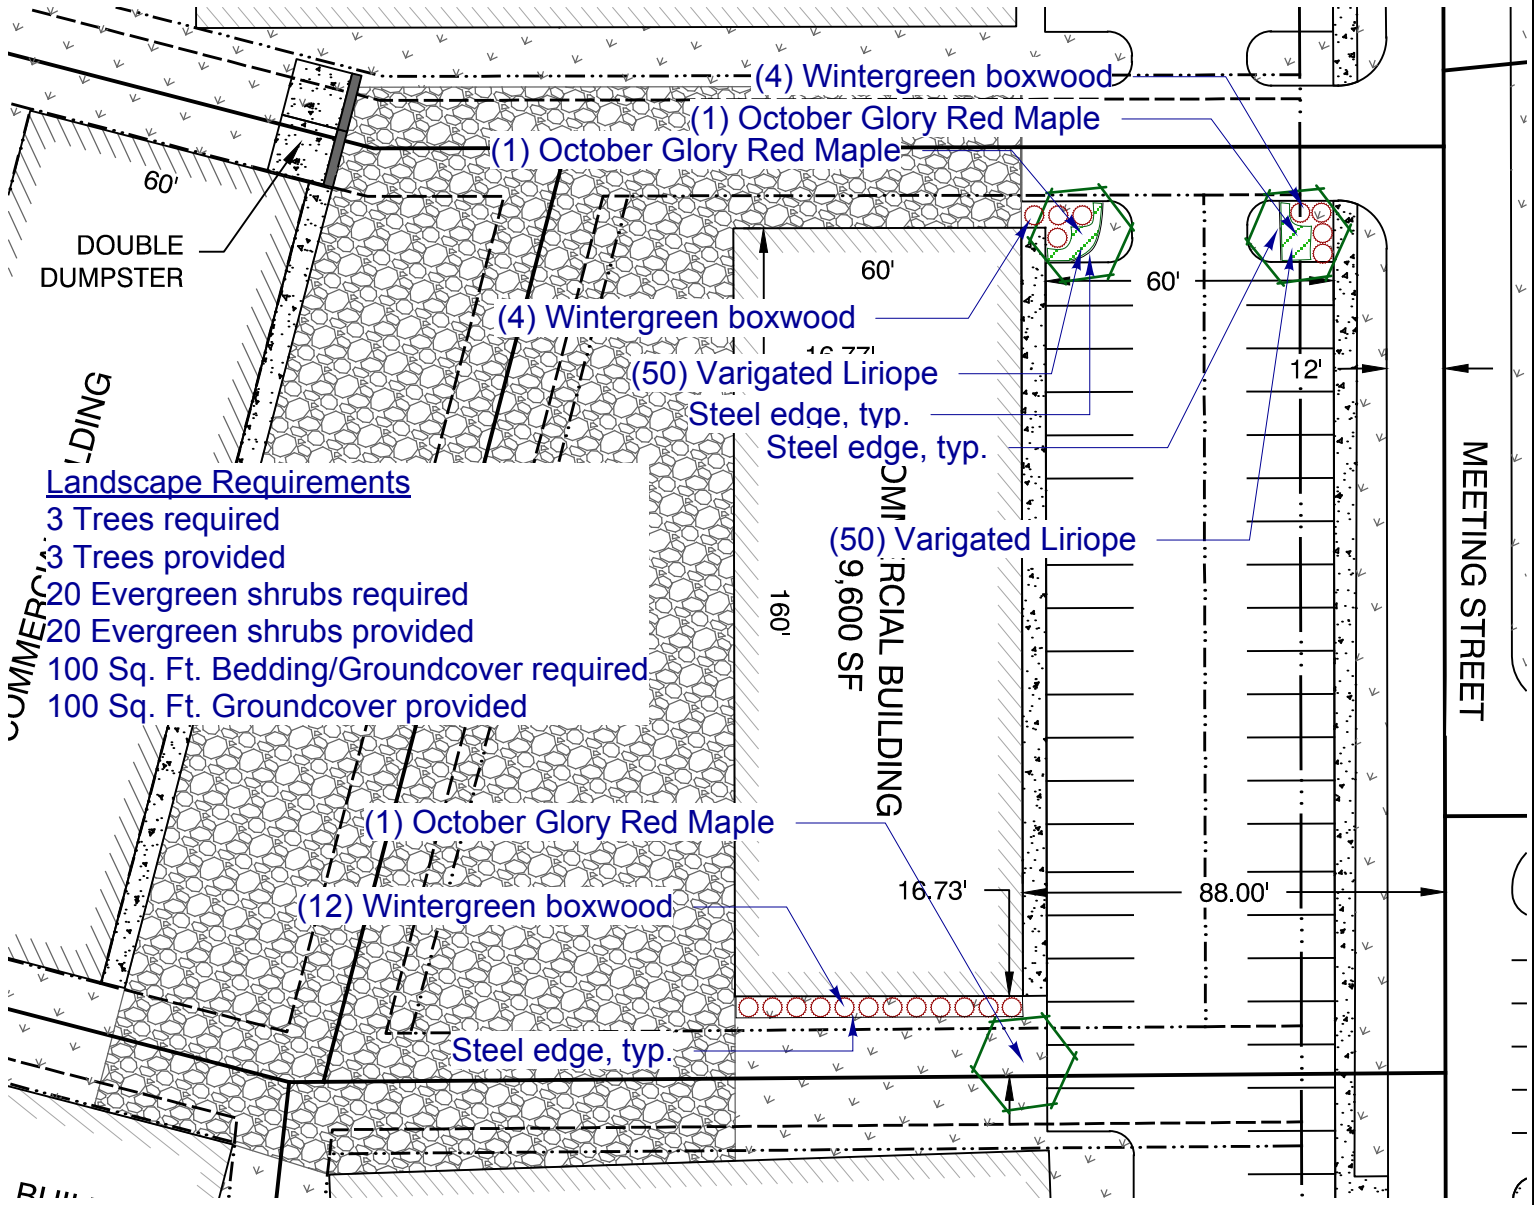 (4) Wintergreen boxwood
(1) October Glory Red Maple
(1) October Glory Red Maple
60'
DOUBLE
DUMPSTER
60'
60'
(4) Wintergreen boxwood
16.77'
(50) Varigated Liriope
12'
Steel edge, typ.
Steel edge, typ.
MEETING STREET
Landscape Requirements
3 Trees required
3 Trees provided
20 Evergreen shrubs required
20 Evergreen shrubs provided
100 Sq. Ft. Bedding/Groundcover required
100 Sq. Ft. Groundcover provided
(50) Varigated Liriope
160'
BUILDING
9,600 SF
(1) October Glory Red Maple
(12) Wintergreen boxwood
16.73'
88.00'
Steel edge, typ.